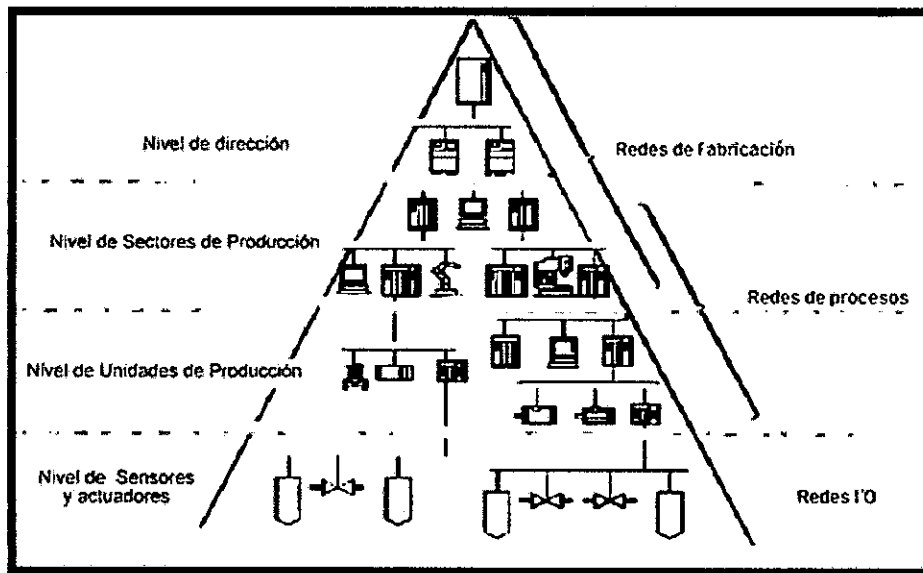 Nivel de dirección
Redes de Fabricación
Nivel de Sectores de Producción
Redes de procesos
Nivel de Unidades de Producción
Nivel de Sensores
y actuadores
Redes I'O